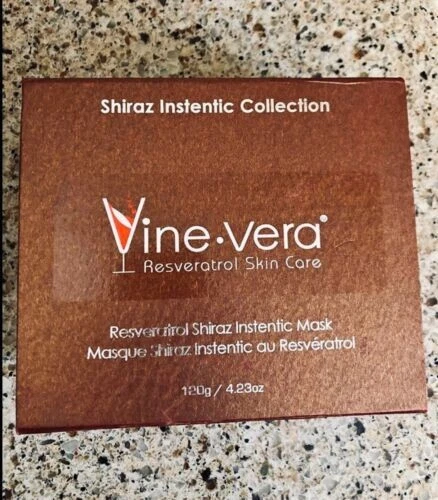 Shiraz Instentic Collection
Vine·vera®
Resveratrol Skin Care
Resveratrol Shiraz Instentic Mask
Masque Shiraz Instentic au Resvératrol
120g / 4.23oz